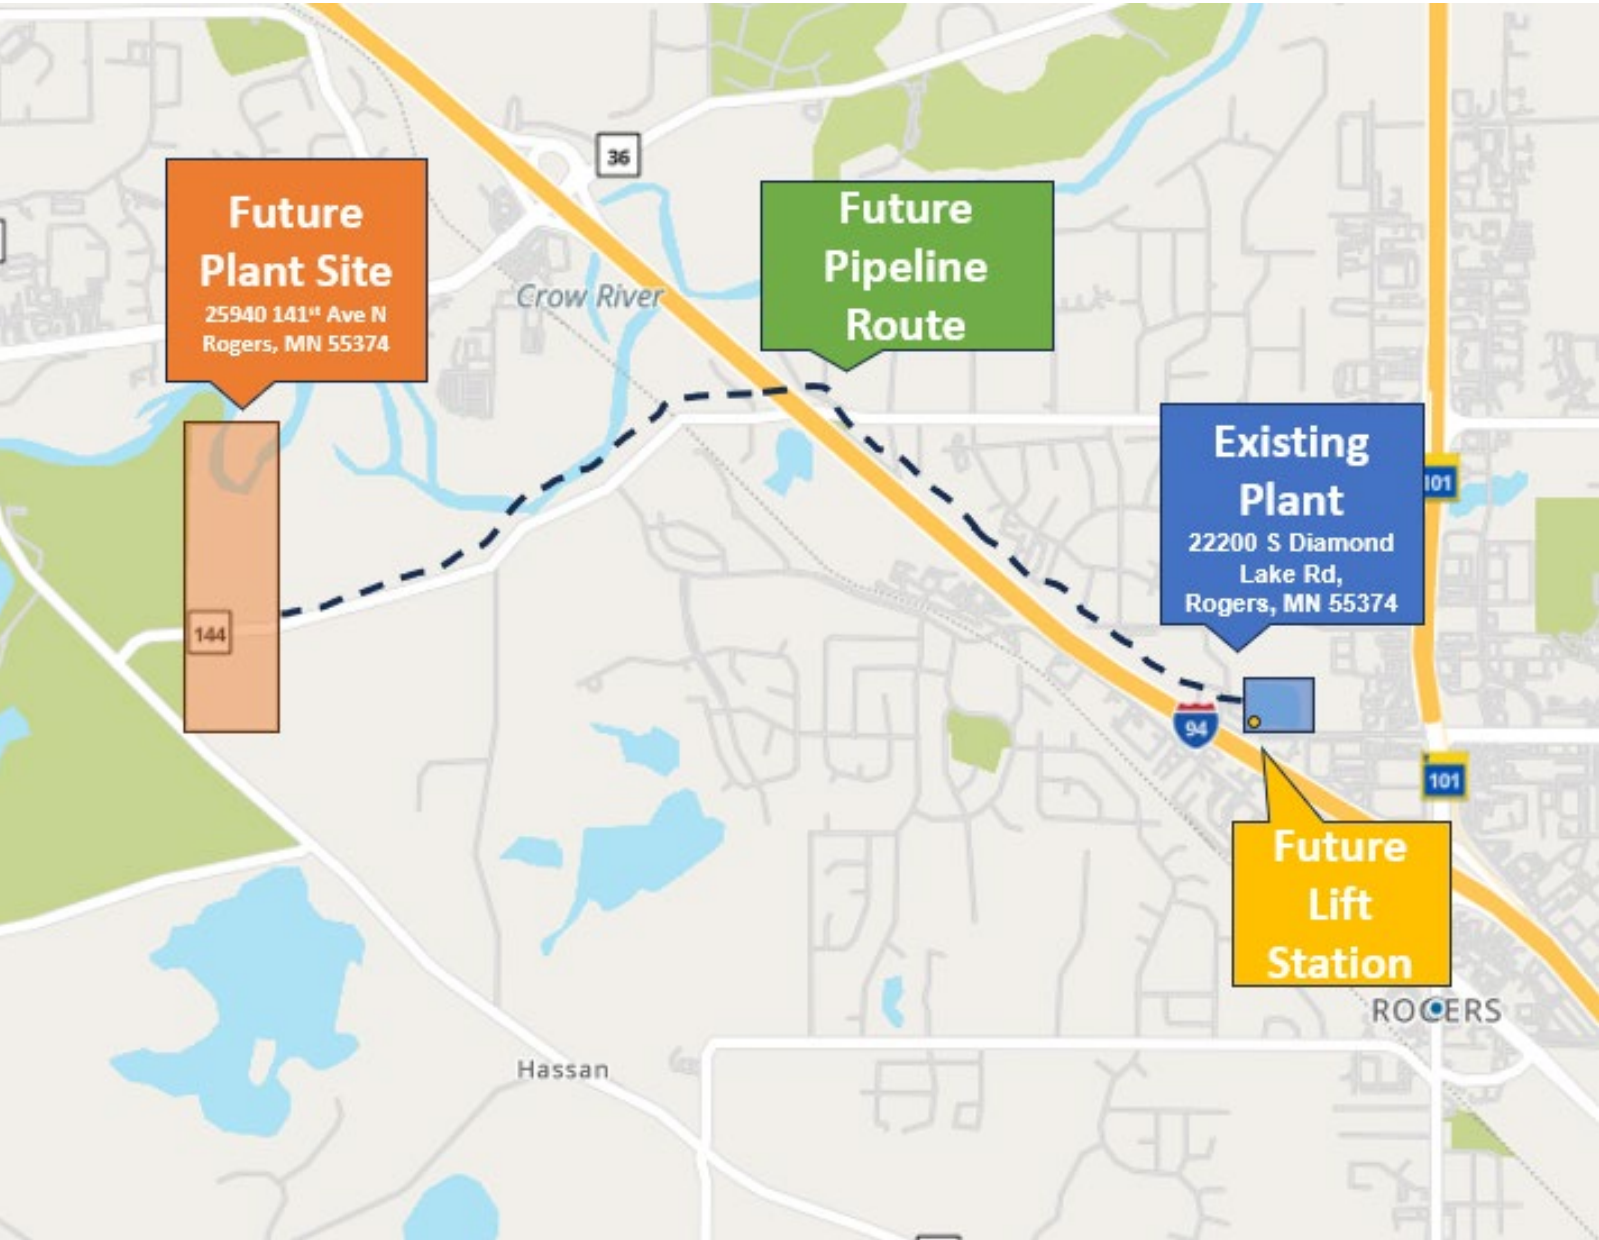 36
Future
Plant Site
25940 141st Ave N
Rogers, MN 55374
Future
Pipeline
Route
Crow River
Existing
Plant
22200 S Diamond
Lake Rd,
Rogers, MN 55374
101
144
94
101
Future
Lift
Station
ROGERS
Hassan